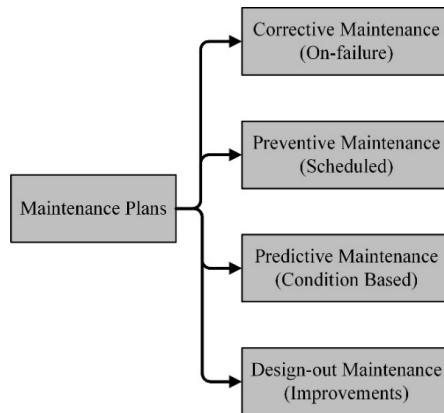 Corrective Maintenance
(On-failure)
Preventive Maintenance
(Scheduled)
Maintenance Plans
Predictive Maintenance
(Condition Based)
Design-out Maintenance
(Improvements)